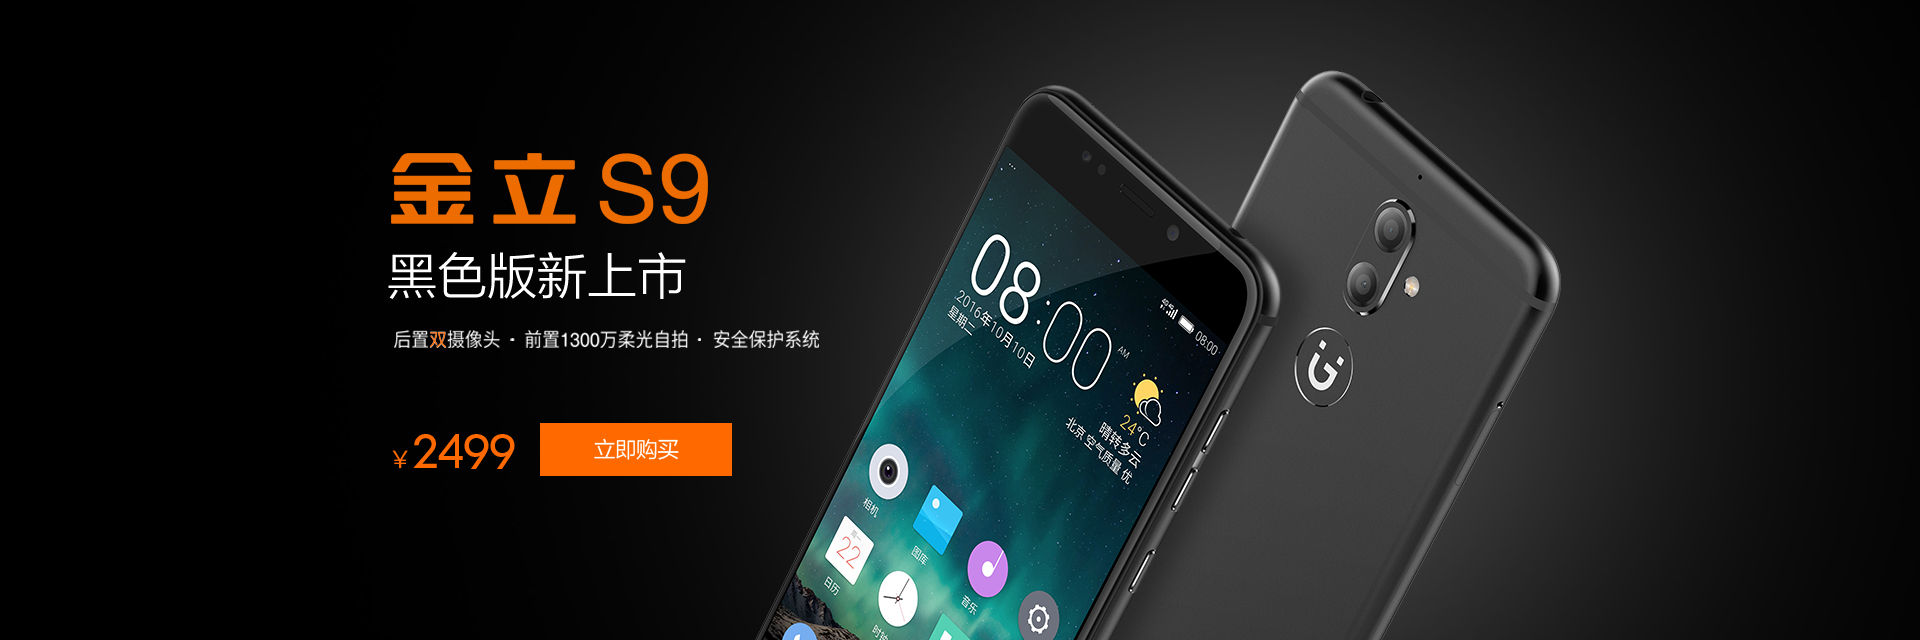 金立 S9
黑色版新上市
后置双摄像头 · 前置1300万柔光自拍 · 安全保护系统
¥2499
立即购买
08:00
08:00 AM
2016年10月10日
星期二
24°C
晴转多云
北京 空气质量 优
相机
图库
音乐
22
日历